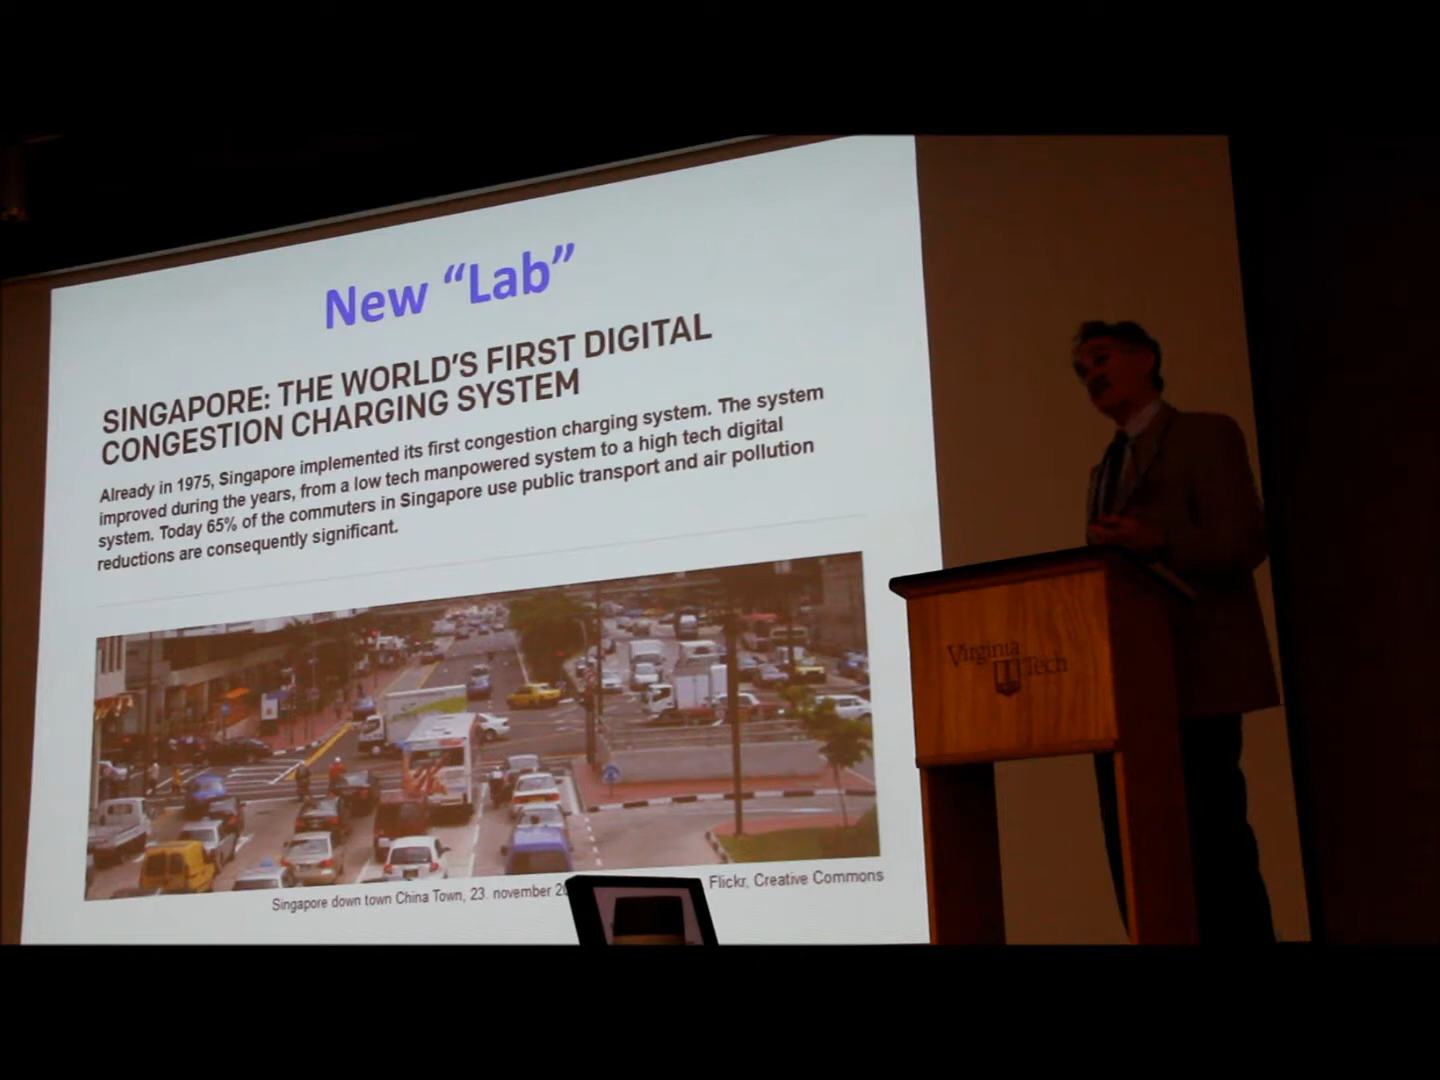 New “Lab”
SINGAPORE: THE WORLD’S FIRST DIGITAL
CONGESTION CHARGING SYSTEM
Already in 1975, Singapore implemented its first congestion charging system. The system
improved during the years, from a low tech manpowered system to a high tech digital
system. Today 65% of the commuters in Singapore use public transport and air pollution
reductions are consequently significant.
Singapore down town China Town, 23. november 20 Flickr, Creative Commons
Virginia
Tech